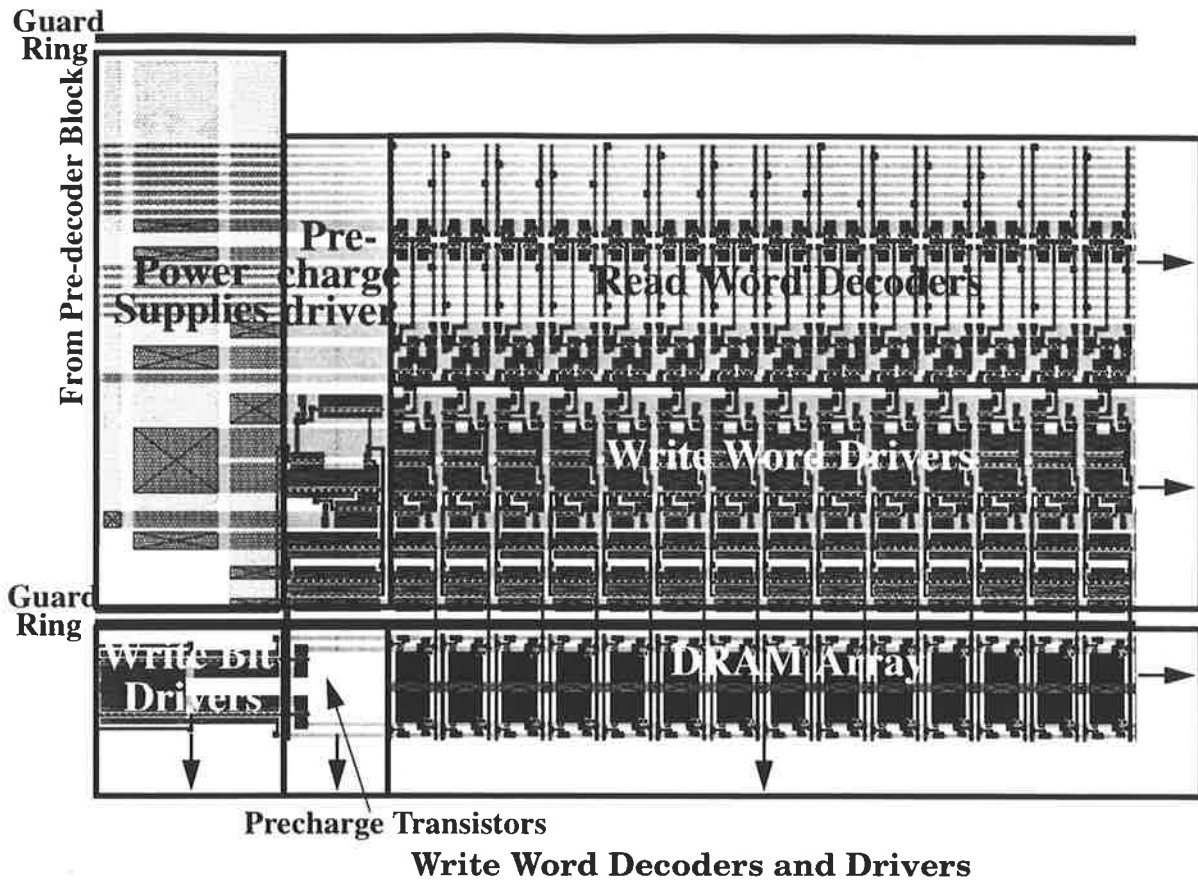 Guard
Ring
From Pre-decoder Block
Power
Supplies
Pre-
charge
driver
Read Word Decoders
Write Word Drivers
Guard
Ring
Write Bit
Drivers
DRAM Array
Precharge Transistors
Write Word Decoders and Drivers